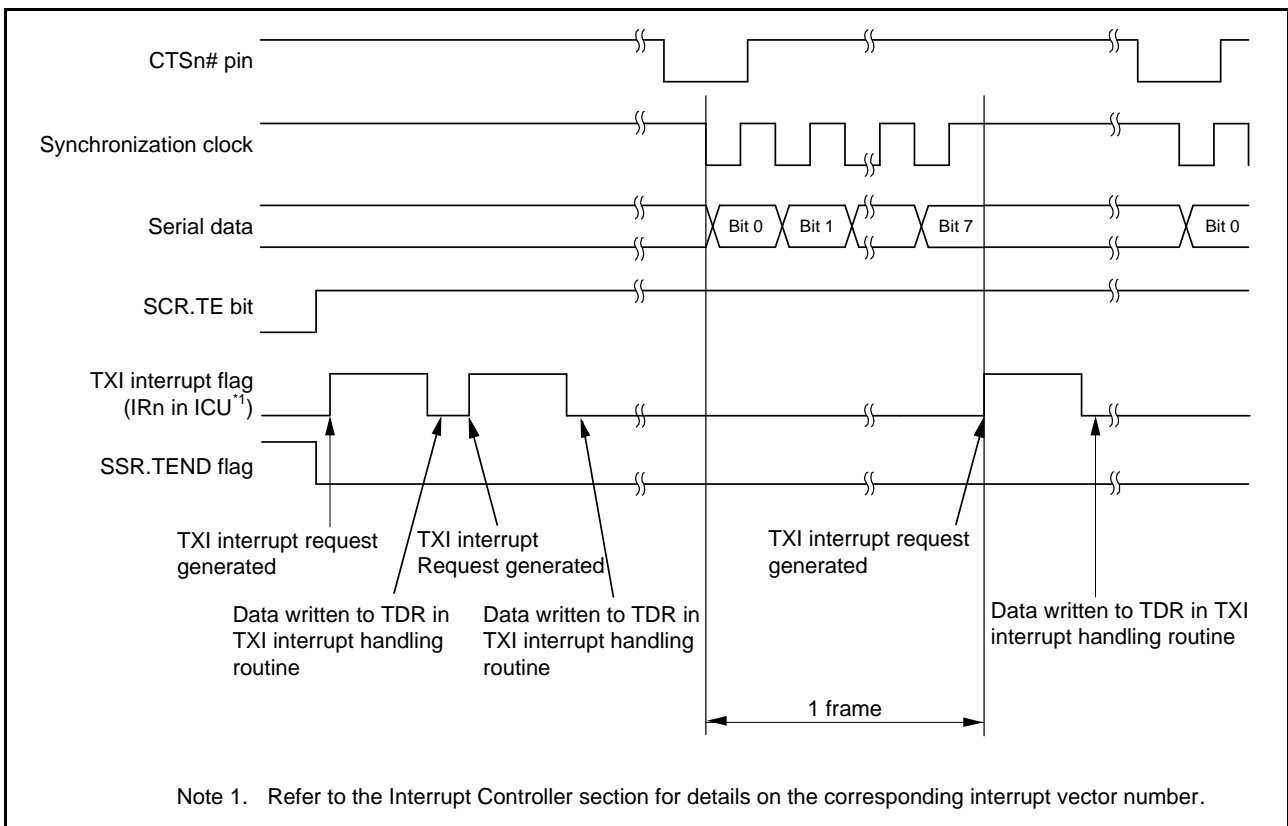 CTSn# pin
Synchronization clock
Serial data
Bit 0
Bit 1
Bit 7
Bit 0
SCR.TE bit
TXI interrupt flag
(IRn in ICU*1)
SSR.TEND flag
TXI interrupt request
generated
TXI interrupt
Request generated
TXI interrupt request
generated
Data written to TDR in
TXI interrupt handling
routine
Data written to TDR in
TXI interrupt handling
routine
Data written to TDR in TXI
interrupt handling routine
1 frame
Note 1. Refer to the Interrupt Controller section for details on the corresponding interrupt vector number.